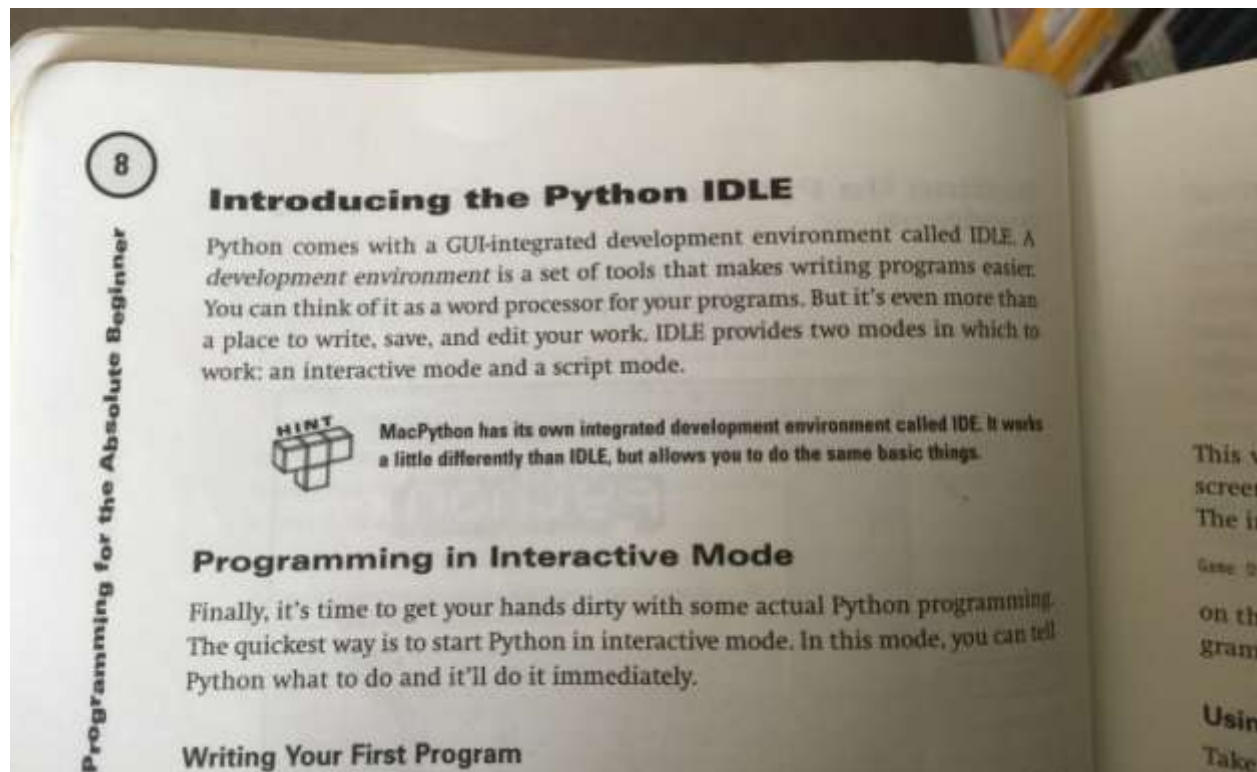 8
Programming for the Absolute Beginner
Introducing the Python IDLE
Python comes with a GUI-integrated development environment called IDLE. A
development environment is a set of tools that makes writing programs easier.
You can think of it as a word processor for your programs. But it's even more than
a place to write, save, and edit your work. IDLE provides two modes in which to
work: an interactive mode and a script mode.
HINT
MacPython has its own integrated development environment called IDE. It works
a little differently than IDLE, but allows you to do the same basic things.
Programming in Interactive Mode
Finally, it's time to get your hands dirty with some actual Python programming.
The quickest way is to start Python in interactive mode. In this mode, you can tell
Python what to do and it'll do it immediately.
Writing Your First Program
This
The
Game
on
Take